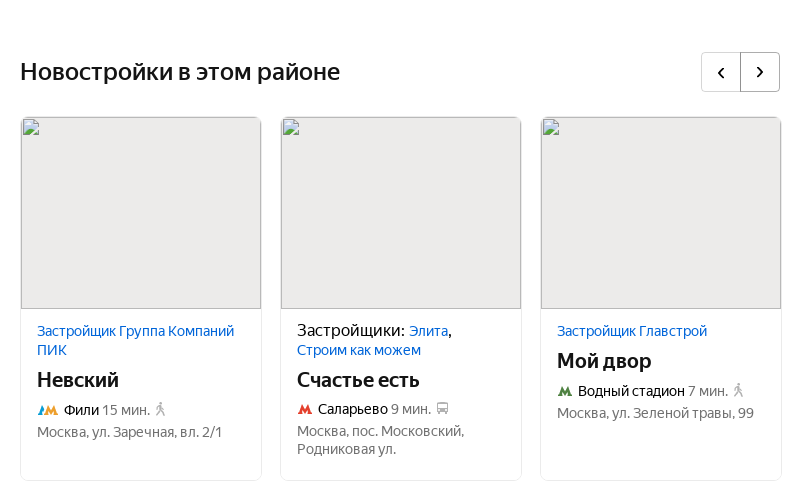 Новостройки в этом районе
Застройщик Группа Компаний
ПИК
Невский
Фили 15 мин.
Москва, ул. Заречная, вл. 2/1
Застройщики: Элита,
Строим как можем
Счастье есть
Саларьево 9 мин.
Москва, пос. Московский,
Родниковая ул.
Застройщик Главстрой
Мой двор
Водный стадион 7 мин.
Москва, ул. Зеленой травы, 99